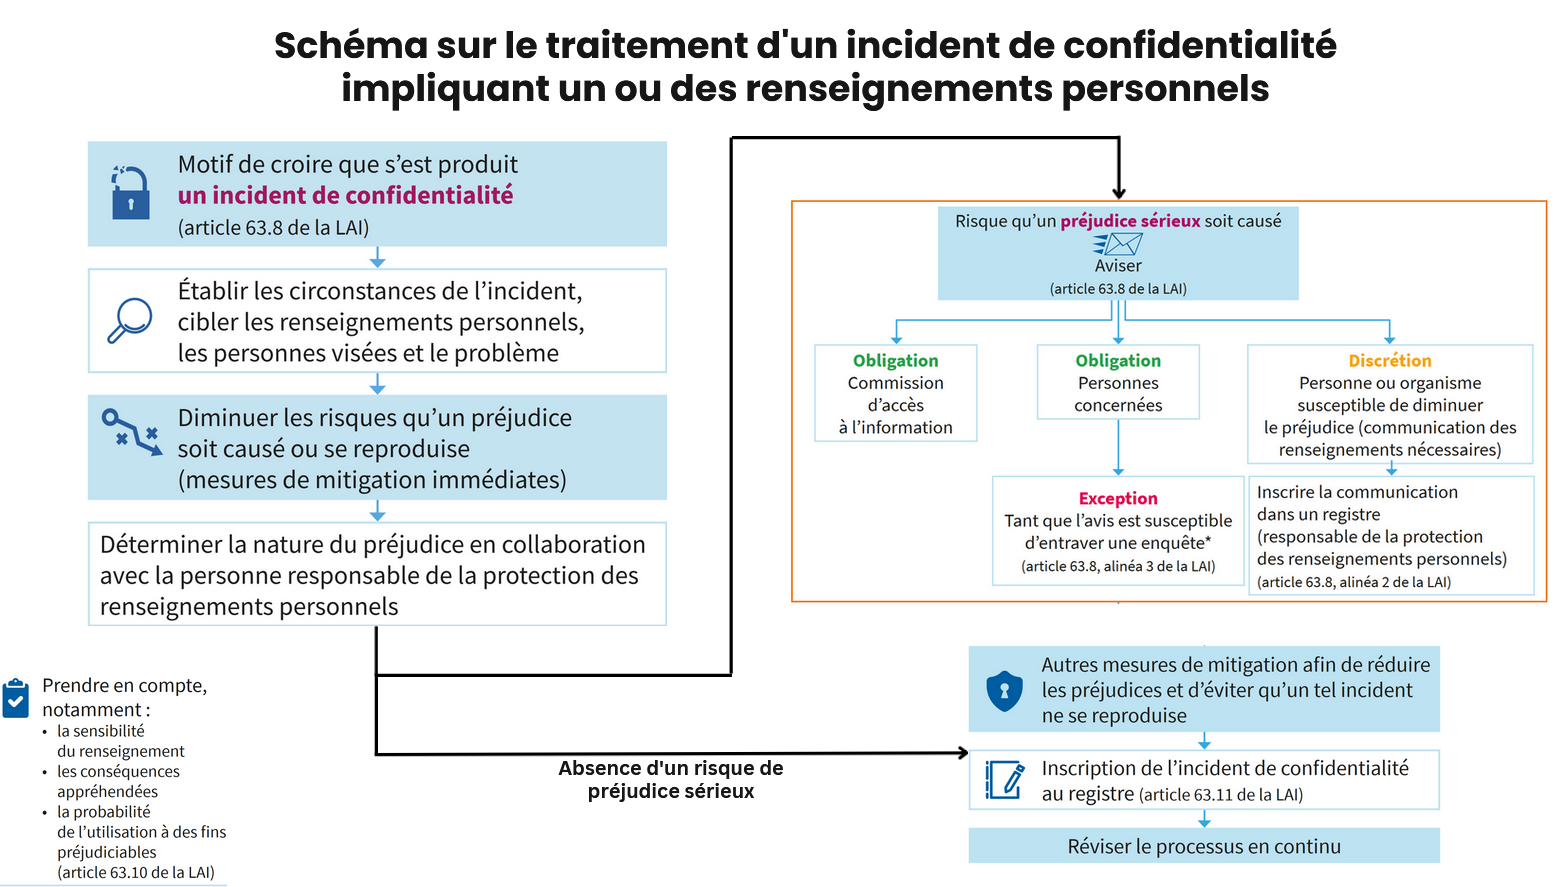 Schéma sur le traitement d'un incident de confidentialité
impliquant un ou des renseignements personnels
Motif de croire que s’est produit
un incident de confidentialité
(article 63.8 de la LAI)
Établir les circonstances de l’incident,
cibler les renseignements personnels,
les personnes visées et le problème
Diminuer les risques qu’un préjudice
soit causé ou se reproduise
(mesures de mitigation immédiates)
Déterminer la nature du préjudice en collaboration
avec la personne responsable de la protection des
renseignements personnels
Prendre en compte,
notamment :
• la sensibilité
du renseignement
• les conséquences
appréhendées
• la probabilité
de l’utilisation à des fins
préjudiciables
(article 63.10 de la LAI)
Absence d'un risque de
préjudice sérieux
Risque qu’un préjudice sérieux soit causé
Aviser
(article 63.8 de la LAI)
Obligation
Commission
d’accès
à l’information
Obligation
Personnes
concernées
Discrétion
Personne ou organisme
susceptible de diminuer
le préjudice (communication des
renseignements nécessaires)
Exception
Tant que l’avis est susceptible
d’entraver une enquête*
(article 63.8, alinéa 3 de la LAI)
Inscrire la communication
dans un registre
(responsable de la protection
des renseignements personnels)
(article 63.8, alinéa 2 de la LAI)
Autres mesures de mitigation afin de réduire
les préjudices et d’éviter qu’un tel incident
ne se reproduise
Inscription de l’incident de confidentialité
au registre (article 63.11 de la LAI)
Réviser le processus en continu